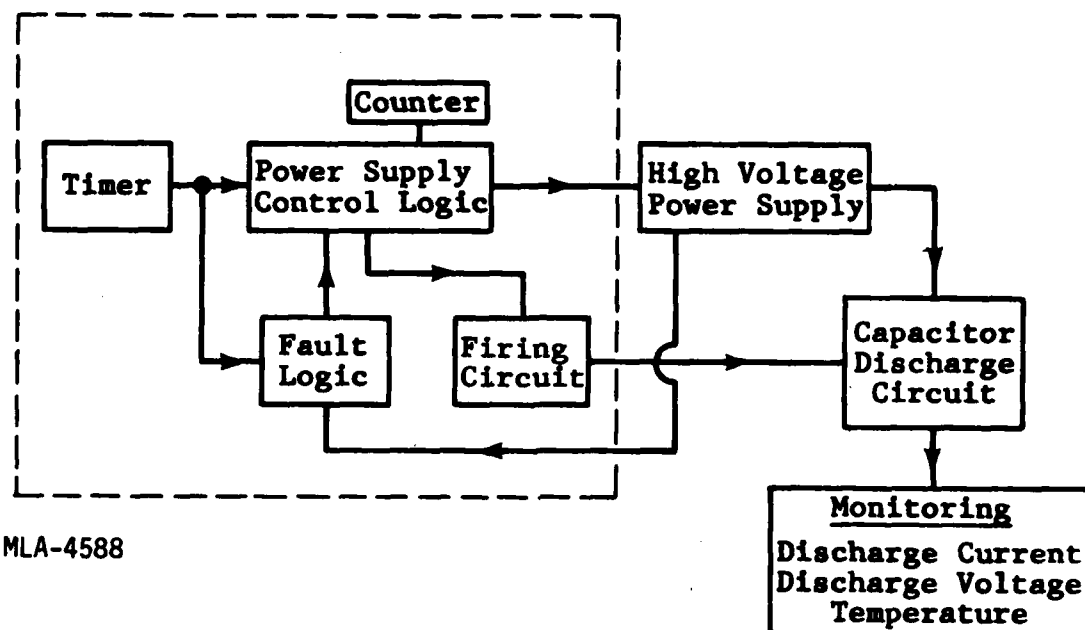 Counter
Timer
Power Supply
Control Logic
High Voltage
Power Supply
Fault
Logic
Firing
Circuit
Capacitor
Discharge
Circuit
Monitoring
Discharge Current
Discharge Voltage
Temperature
MLA-4588